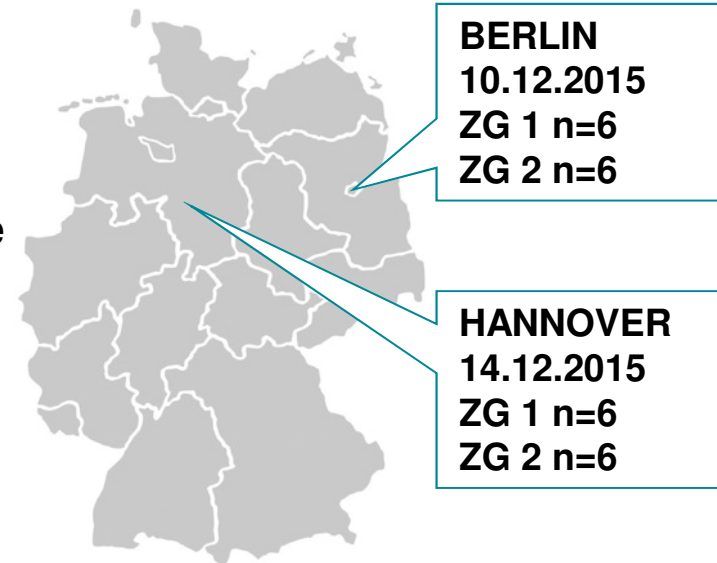 BERLIN
10.12.2015
ZG 1 n=6
ZG 2 n=6
e
HANNOVER
14.12.2015
ZG 1 n=6
ZG 2 n=6